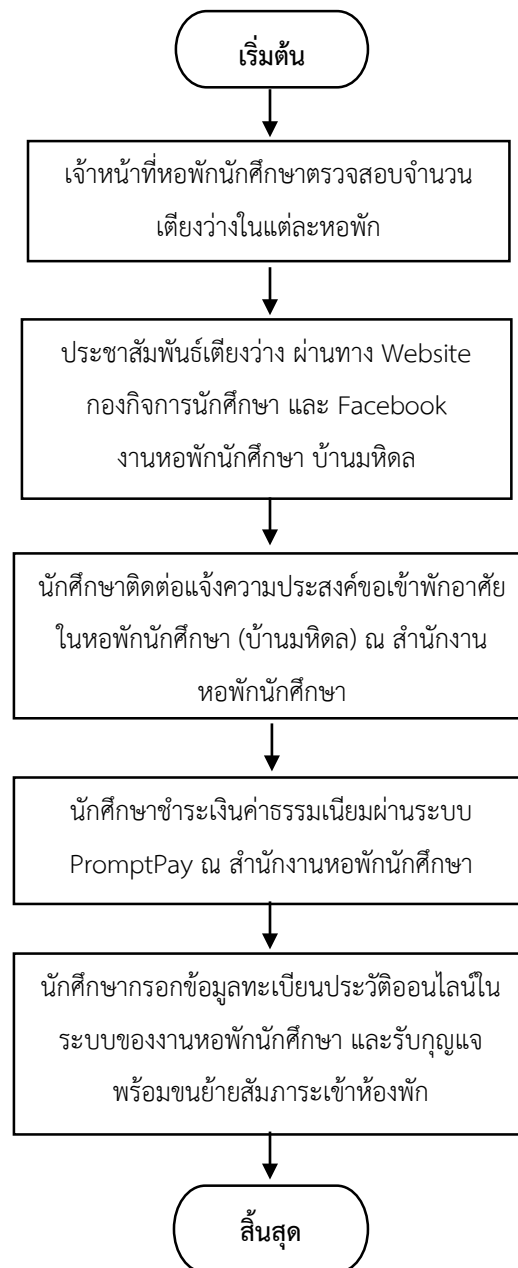 เริ่มต้น
เจ้าหน้าที่หอพักนักศึกษาตรวจสอบจำนวน
เตียงว่างในแต่ละหอพัก
ประชาสัมพันธ์เตียงว่าง ผ่านทาง Website
กองกิจการนักศึกษา และ Facebook
งานหอพักนักศึกษา บ้านมหิดล
นักศึกษาติดต่อแจ้งความประสงค์ขอเข้าพักอาศัย
ในหอพักนักศึกษา (บ้านมหิดล) ณ สำนักงาน
หอพักนักศึกษา
นักศึกษาชำระเงินค่าธรรมเนียมผ่านระบบ
PromptPay ณ สำนักงานหอพักนักศึกษา
นักศึกษากรอกข้อมูลทะเบียนประวัติออนไลน์ใน
ระบบของงานหอพักนักศึกษา และรับกุญแจ
พร้อมขนย้ายสัมภาระเข้าห้องพัก
สิ้นสุด